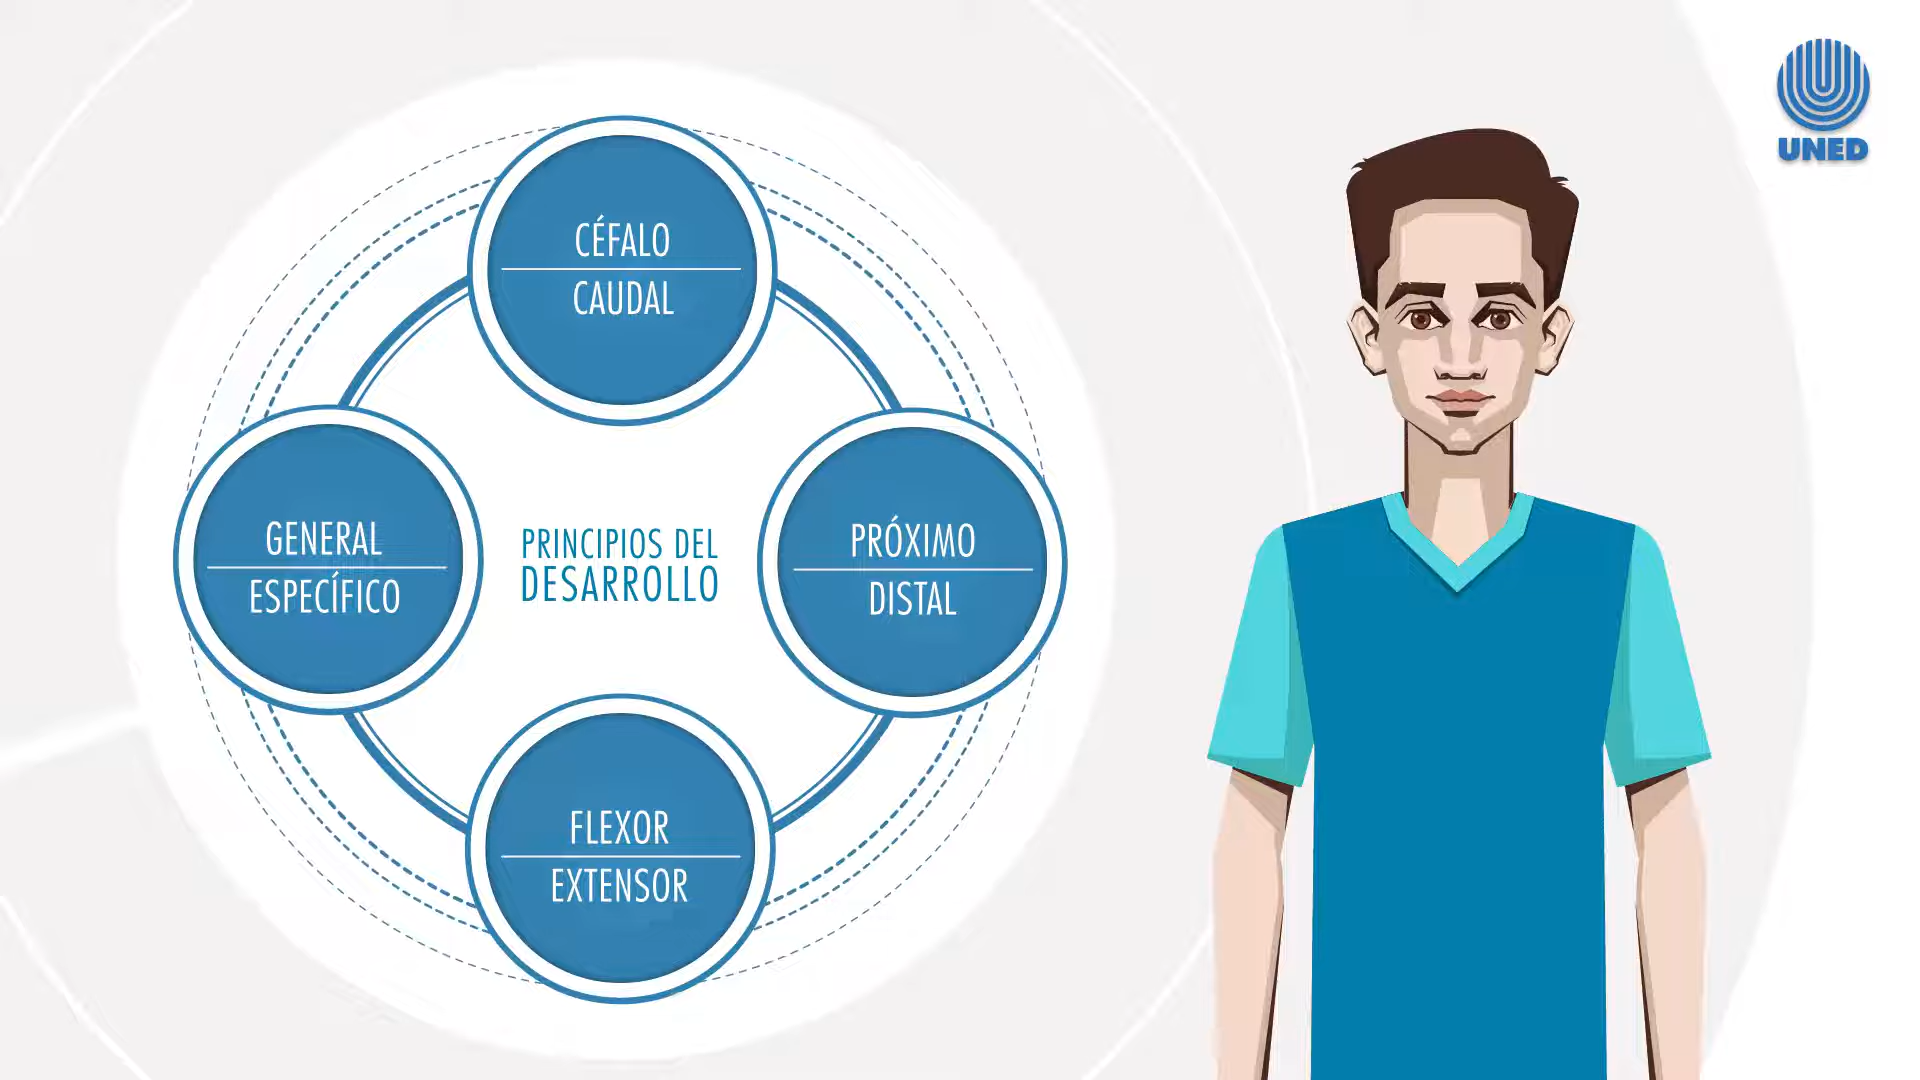 UNED
CÉFALO
CAUDAL
GENERAL
ESPECÍFICO
PRINCIPIOS DEL
DESARROLLO
PRÓXIMO
DISTAL
FLEXOR
EXTENSOR